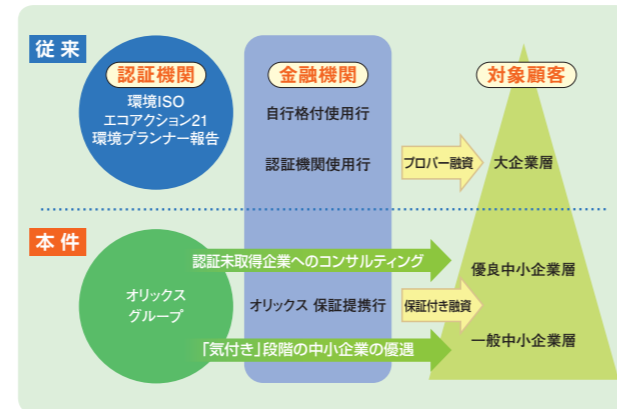 従来
認証機関
環境ISO
エコアクション21
環境プランナー報告
金融機関
自行格付使用行
認証機関使用行
プロパー融資
対象顧客
大企業層
本件
オリックス
グループ
認証未取得企業へのコンサルティング
オリックス 保証提携行
保証付き融資
「気付き」段階の中小企業の優遇
優良中小企業層
一般中小企業層